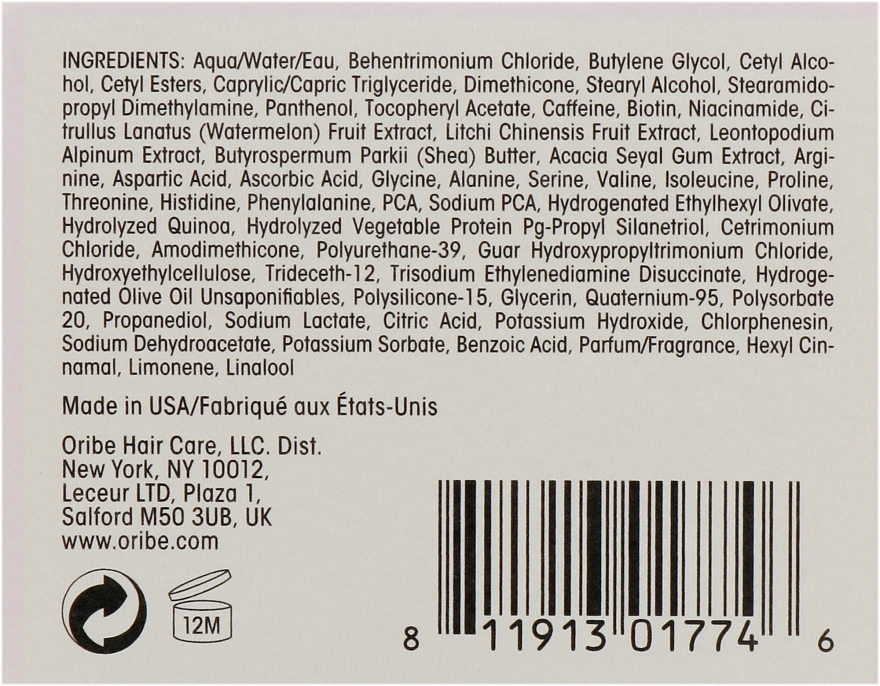 INGREDIENTS: Aqua/Water/Eau, Behentrimonium Chloride, Butylene Glycol, Cetyl Alco-
hol, Cetyl Esters, Caprylic/Capric Triglyceride, Dimethicone, Stearyl Alcohol, Stearamido-
propyl Dimethylamine, Panthenol, Tocopheryl Acetate, Caffeine, Biotin, Niacinamide, Ci-
trullus Lanatus (Watermelon) Fruit Extract, Litchi Chinensis Fruit Extract, Leontopodium
Alpinum Extract, Butyrospermum Parkii (Shea) Butter, Acacia Seyal Gum Extract, Argi-
nine, Aspartic Acid, Ascorbic Acid, Glycine, Alanine, Serine, Valine, Isoleucine, Proline,
Threonine, Histidine, Phenylalanine, PCA, Sodium PCA, Hydrogenated Ethylhexyl Olivate,
Hydrolyzed Quinoa, Hydrolyzed Vegetable Protein Pg-Propyl Silanetriol, Cetrimonium
Chloride, Amodimethicone, Polyurethane-39, Guar Hydroxypropyltrimonium Chloride,
Hydroxyethylcellulose, Trideceth-12, Trisodium Ethylenediamine Disuccinate, Hydroge-
nated Olive Oil Unsaponifiables, Polysilicone-15, Glycerin, Quaternium-95, Polysorbate
20, Propanediol, Sodium Lactate, Citric Acid, Potassium Hydroxide, Chlorphenesin,
Sodium Dehydroacetate, Potassium Sorbate, Benzoic Acid, Parfum/Fragrance, Hexyl Cin-
namal, Limonene, Linalool
Made in USA/Fabriqué aux États-Unis
Oribe Hair Care, LLC. Dist.
New York, NY 10012,
Leceur LTD, Plaza 1,
Salford M50 3UB, UK
www.oribe.com
12M
8 11913 01774 6